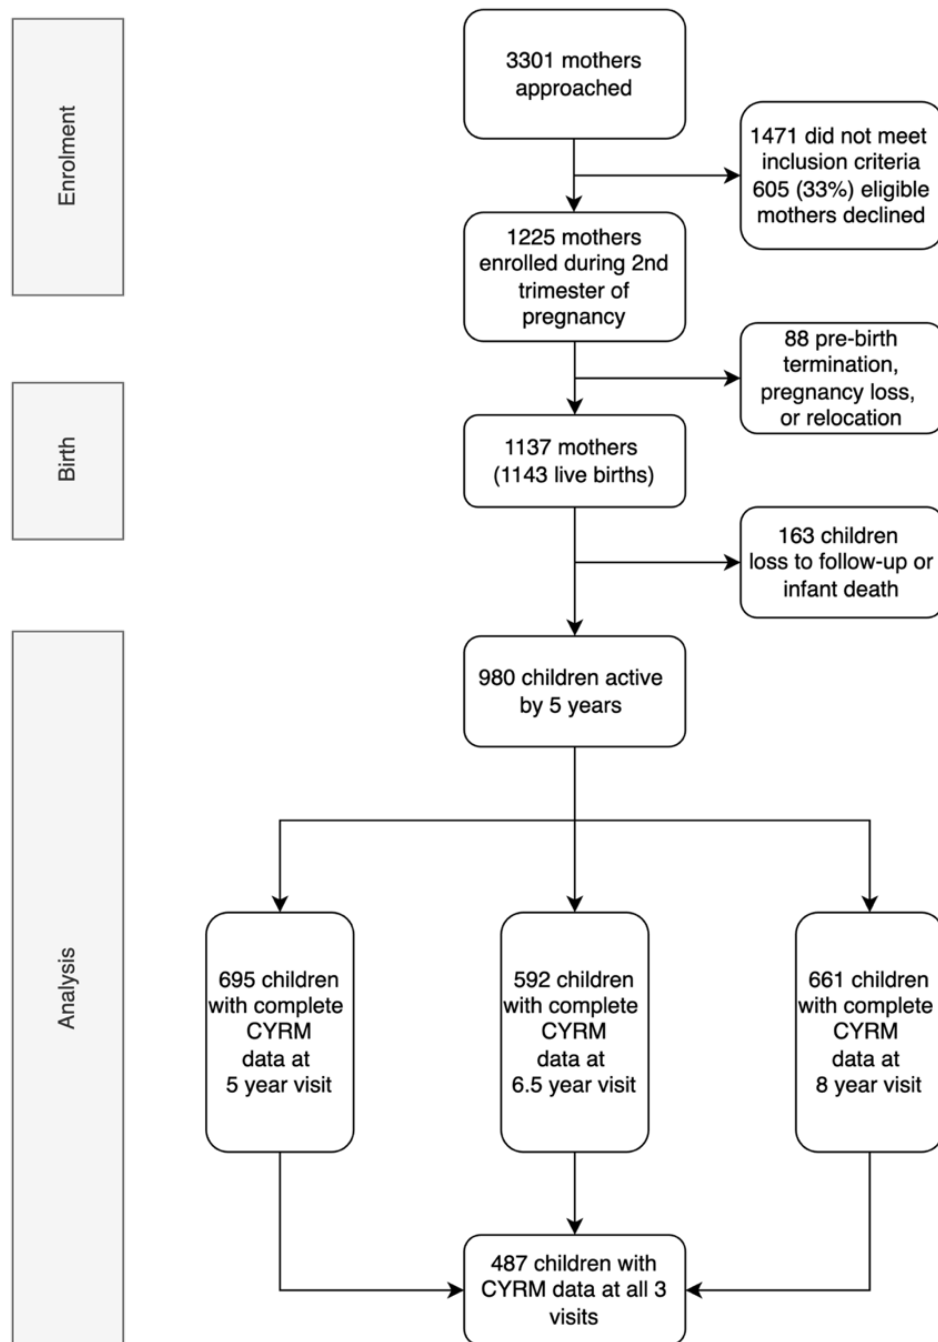 Enrolment
3301 mothers
approached
1471 did not meet
inclusion criteria
605 (33%) eligible
mothers declined
1225 mothers
enrolled during 2nd
trimester of
pregnancy
88 pre-birth
termination,
pregnancy loss,
or relocation
Birth
1137 mothers
(1143 live births)
163 children
loss to follow-up or
infant death
Analysis
980 children active
by 5 years
695 children
with complete
CYRM
data at
5 year visit
592 children
with complete
CYRM
data at
6.5 year visit
661 children
with complete
CYRM
data at
8 year visit
487 children with
CYRM data at all 3
visits